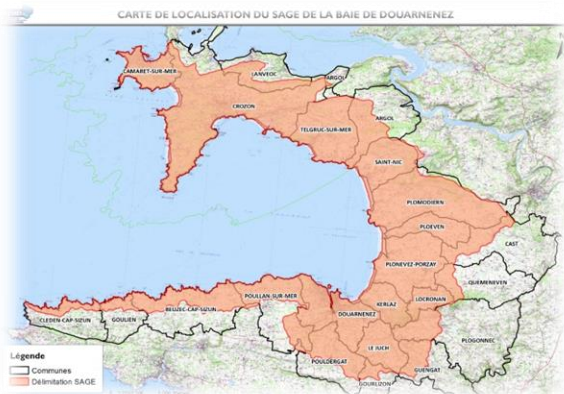 CARTE DE LOCALISATION DU SAGE DE LA BAIE DE DOUARNENEZ
CAMARET-SUR-MER
LANVEOC
ARGOL
CROZON
ARGOL
TELGRUC-SUR-MER
SAINT-NIC
PLOMODIERN
PLOEVEN
CAST
PLONEVEZ-PORZAY
QUEMENEVEN
POULLAN-SUR-MER
KERLAZ
LOCRONAN
BEUZEC-CAP-SIZUN
DOUARNENEZ
CLEDEN-CAP-SIZUN
GOULIEN
PLOGONNEC
LE JUCH
POULDERGAT
GUENGAT
GOURLIZON
Légende
Communes
Délimitation SAGE